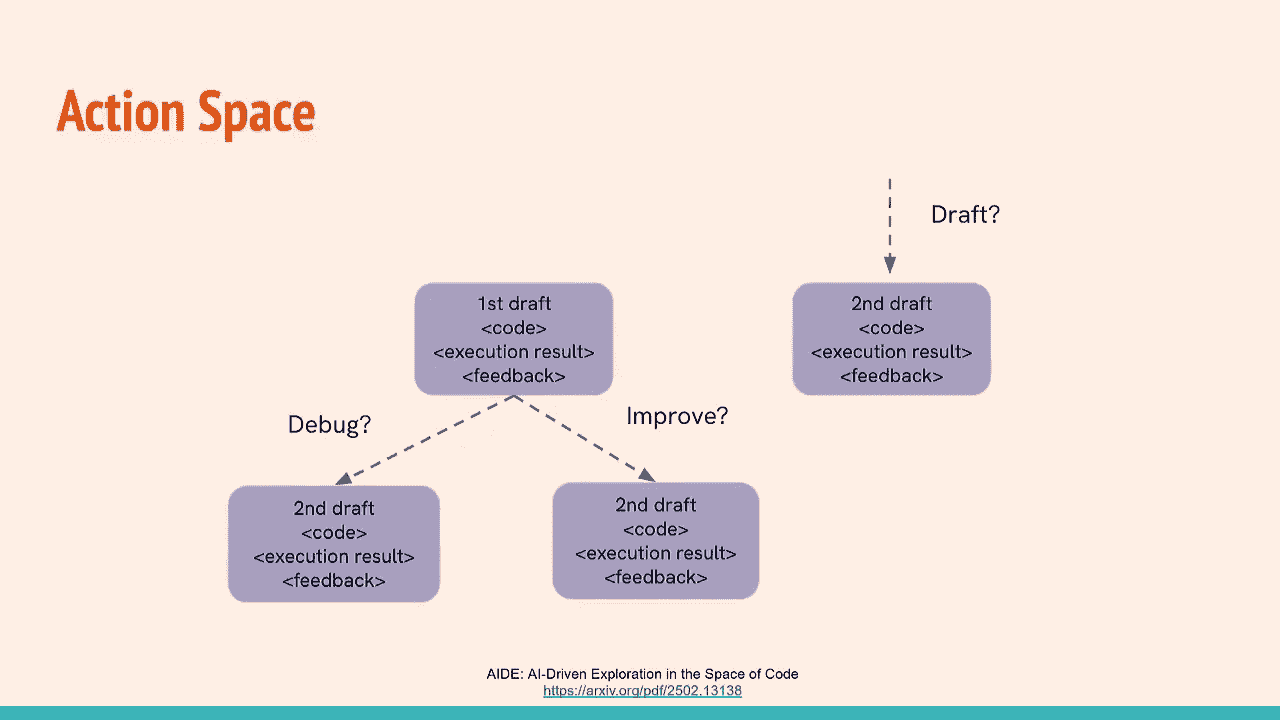 Action Space
Draft?
1st draft
<code>
<execution result>
<feedback>
2nd draft
<code>
<execution result>
<feedback>
Debug?
Improve?
2nd draft
<code>
<execution result>
<feedback>
2nd draft
<code>
<execution result>
<feedback>
AIDE: AI-Driven Exploration in the Space of Code
https://arxiv.org/pdf/2502.13138